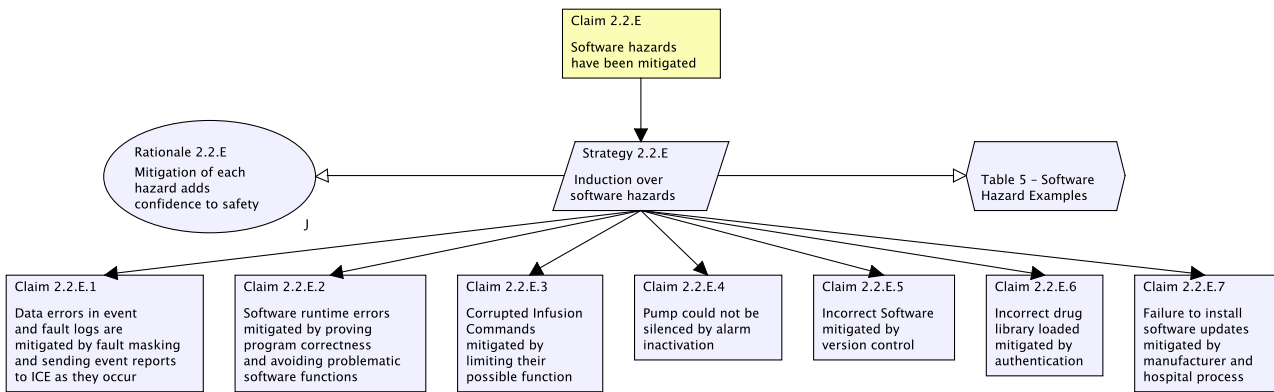 Claim 2.2.E
Software hazards
have been mitigated
Rationale 2.2.E
Mitigation of each
hazard adds
confidence to safety
J
Strategy 2.2.E
Induction over
software hazards
Table 5 – Software
Hazard Examples
Claim 2.2.E.1
Data errors in event
and fault logs are
mitigated by fault masking
and sending event reports
to ICE as they occur
Claim 2.2.E.2
Software runtime errors
mitigated by proving
program correctness
and avoiding problematic
software functions
Claim 2.2.E.3
Corrupted Infusion
Commands
mitigated by
limiting their
possible function
Claim 2.2.E.4
Pump could not be
silenced by alarm
inactivation
Claim 2.2.E.5
Incorrect Software
mitigated by
version control
Claim 2.2.E.6
Incorrect drug
library loaded
mitigated by
authentication
Claim 2.2.E.7
Failure to install
software updates
mitigated by
manufacturer and
hospital process